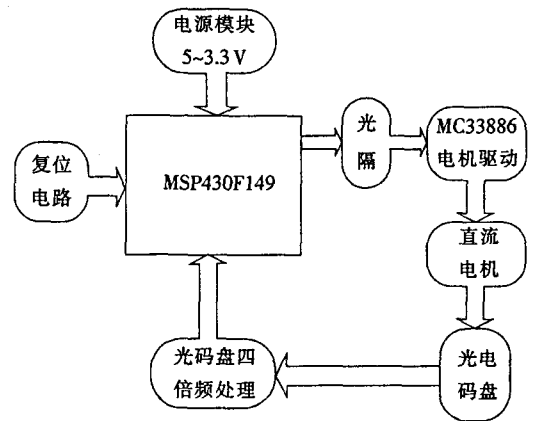 电源模块
5~3.3V
复位
电路
MSP430F149
光
隔
MC33886
电机驱动
直流
电机
光电
码盘
光码盘四
倍频处理